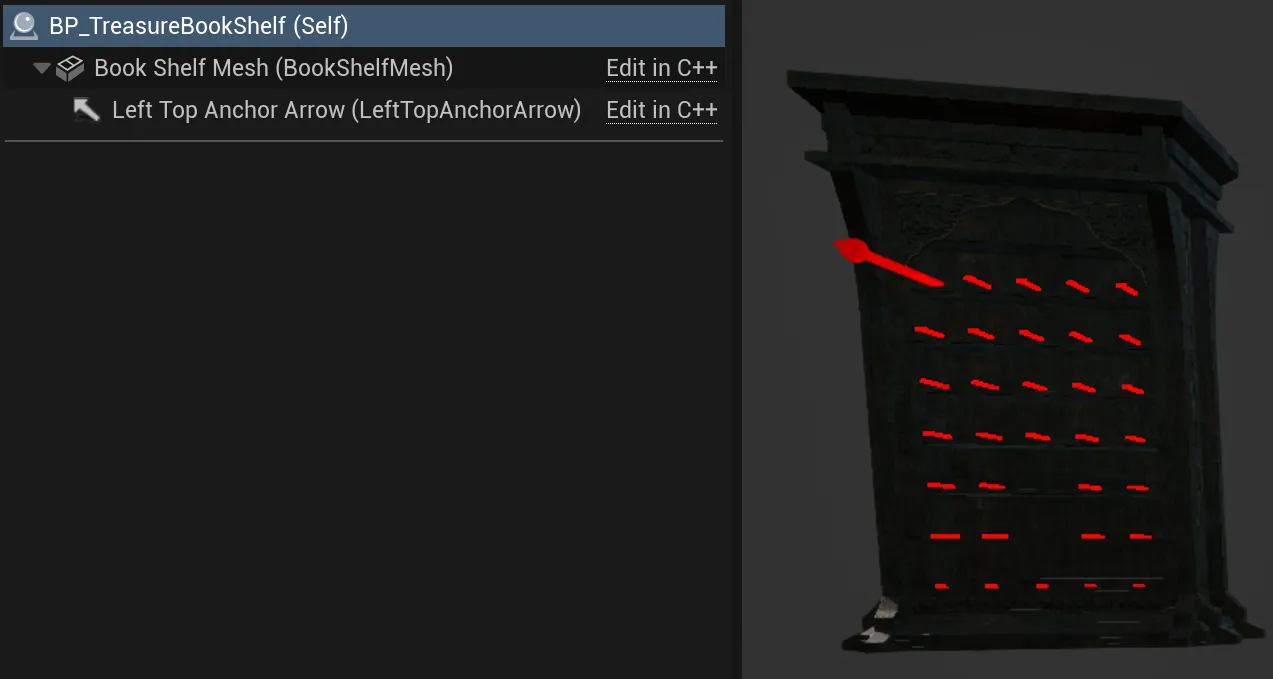 BP_TreasureBookShelf (Self)
Book Shelf Mesh (BookShelfMesh) Edit in C++
Left Top Anchor Arrow (LeftTopAnchorArrow) Edit in C++